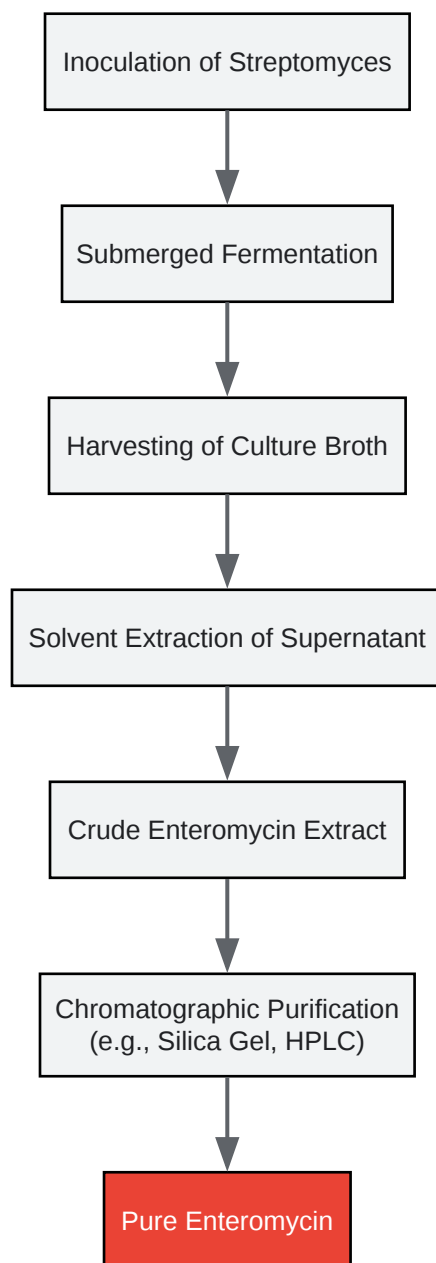 Inoculation of Streptomyces
Submerged Fermentation
Harvesting of Culture Broth
Solvent Extraction of Supernatant
Crude Enteromycin Extract
Chromatographic Purification
(e.g., Silica Gel, HPLC)
Pure Enteromycin